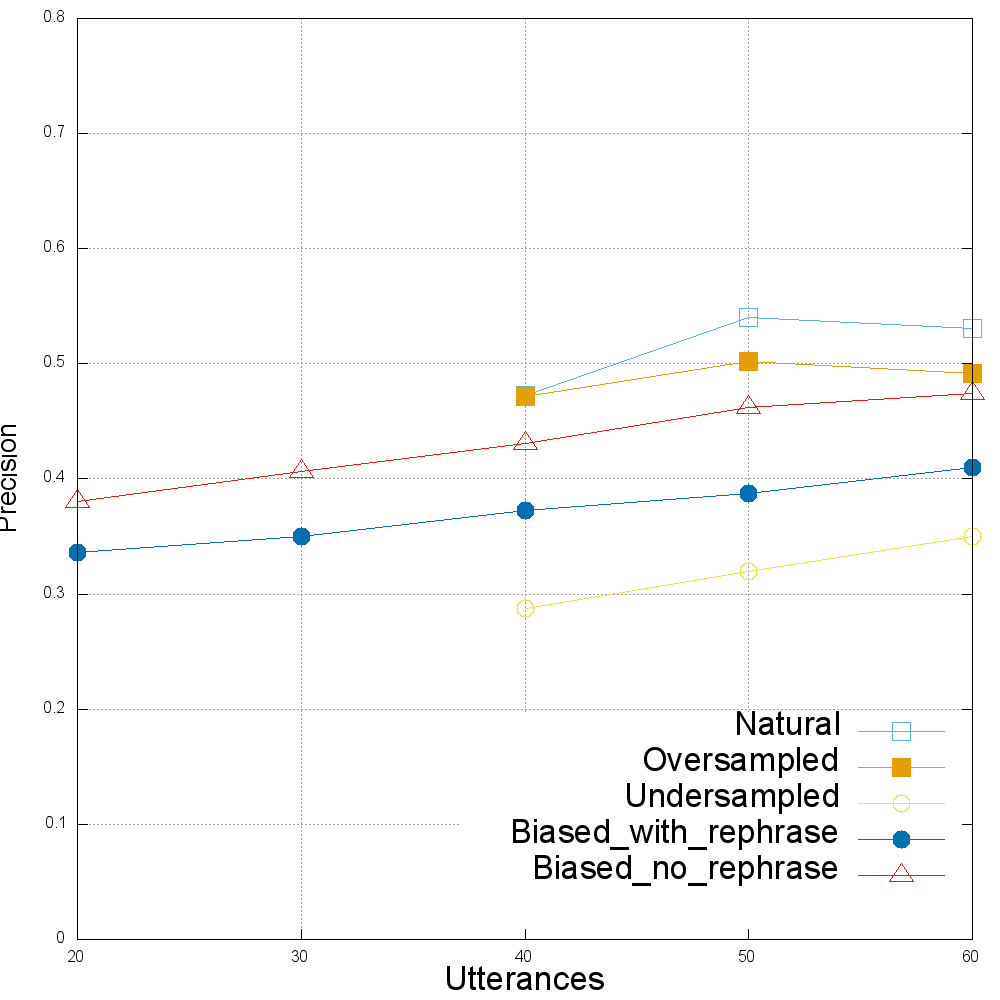 0.8
0.7
0.6
0.5
0.4
0.3
0.2
0.1
0
Precision
Natural
Oversampled
Undersampled
Biased_with_rephrase
Biased_no_rephrase
20 30 40 50 60
Utterances